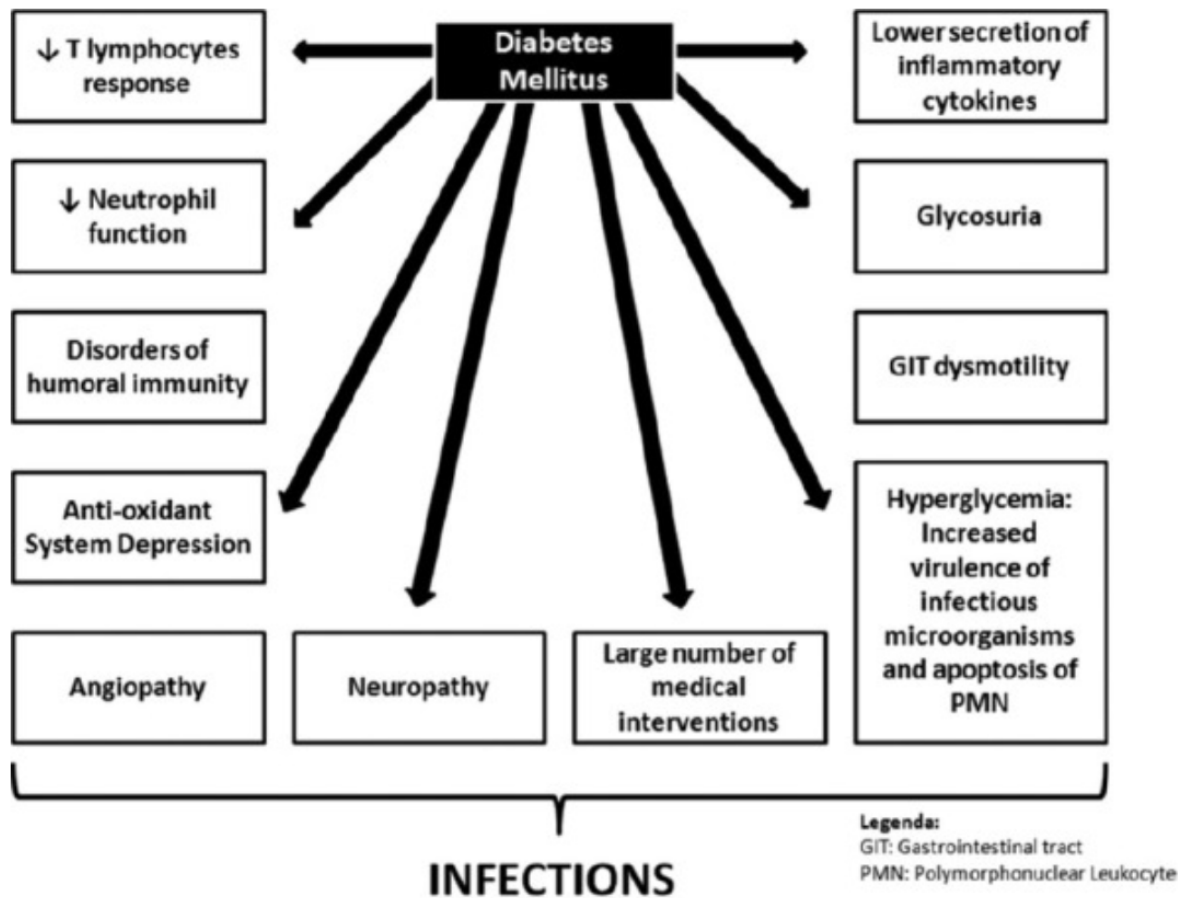 Diabetes
Mellitus
↓ T lymphocytes
response
↓ Neutrophil
function
Disorders of
humoral immunity
Anti-oxidant
System Depression
Angiopathy
Neuropathy
Large number of
medical
interventions
Lower secretion of
inflammatory
cytokines
Glycosuria
GIT dysmotility
Hyperglycemia:
Increased
virulence of
infectious
microorganisms
and apoptosis of
PMN
INFECTIONS
Legenda:
GIT: Gastrointestinal tract
PMN: Polymorphonuclear Leukocyte